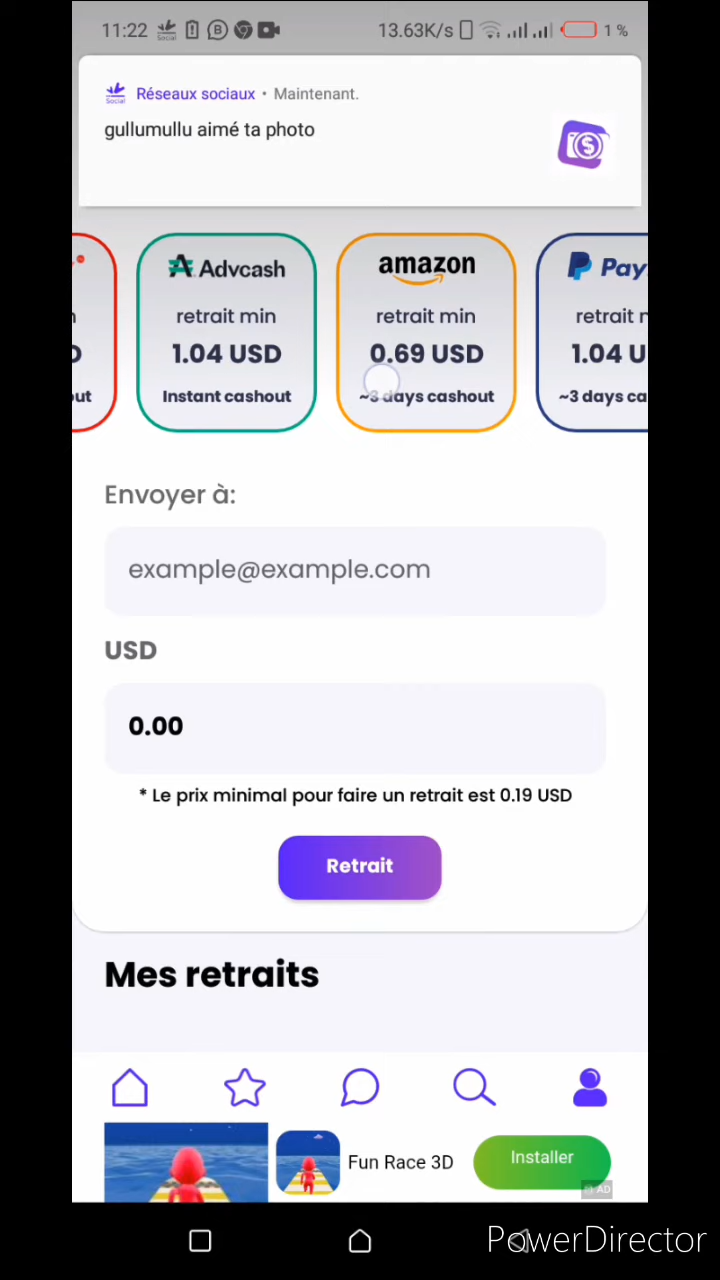 11:22
13.63K/s
1 %
Social
Réseaux sociaux • Maintenant.
gullumullu aimé ta photo
Advcash
retrait min
1.04 USD
Instant cashout
amazon
retrait min
0.69 USD
~3 days cashout
Pay
retrait
1.04 U
~3 days ca
out
Envoyer à:
example@example.com
USD
0.00
* Le prix minimal pour faire un retrait est 0.19 USD
Retrait
Mes retraits
Fun Race 3D
Installer
AD
PowerDirector